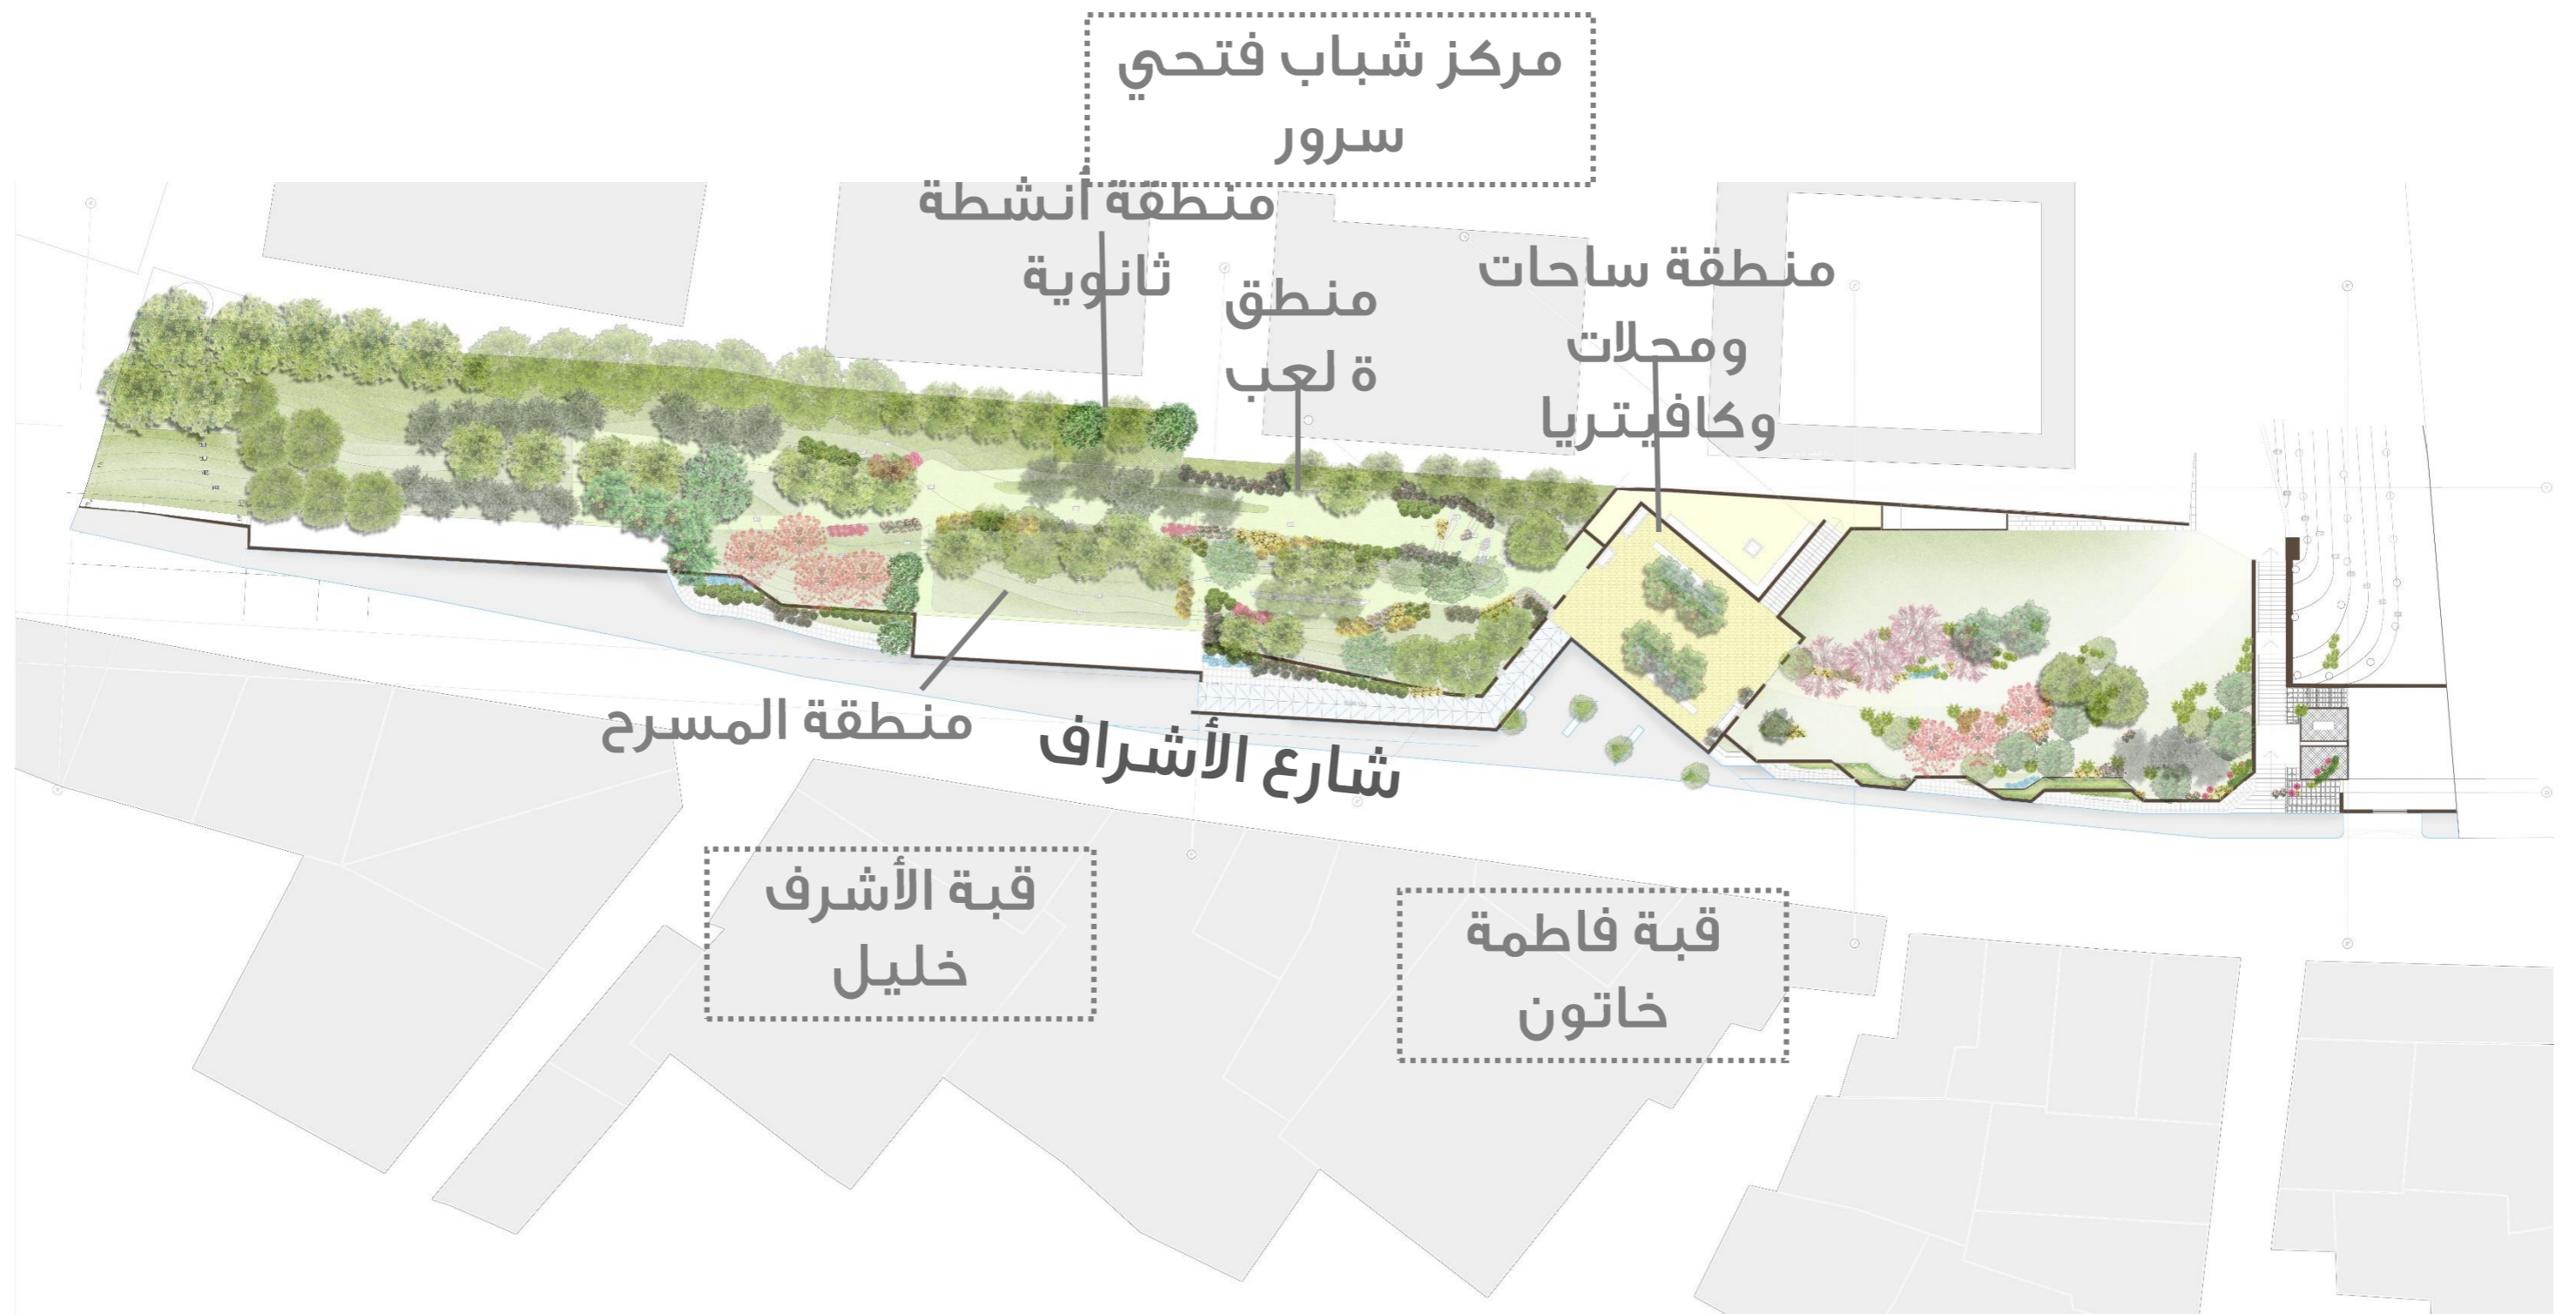 مركز شباب فتحي
سرور
منطقة أنشطة
ثانوية
منطق
ة لعب
منطقة ساحات
ومحلات
وكافيتريا
منطقة المسرح
شارع الأشراف
قبة الأشرف
خليل
قبة فاطمة
خاتون